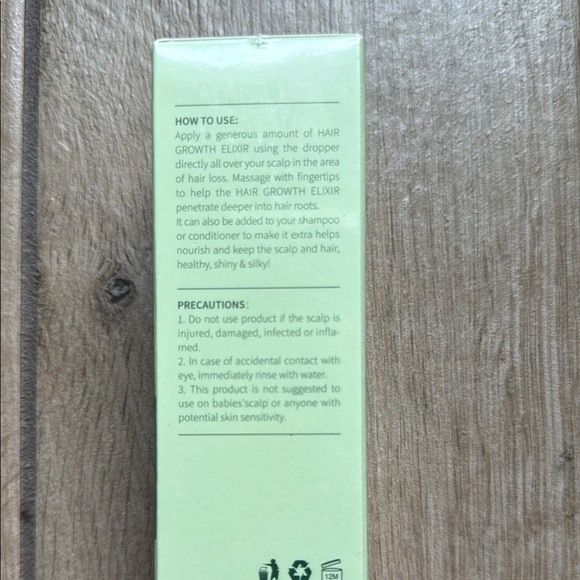 HOW TO USE:
Apply a generous amount of HAIR
GROWTH ELIXIR using the dropper
directly all over your scalp in the area
of hair loss. Massage with fingertips
to help the HAIR GROWTH ELIXIR
penetrate deeper into hair roots.
It can also be added to your shampoo
or conditioner to make it extra helps
nourish and keep the scalp and hair,
healthy, shiny & silky!
PRECAUTIONS:
1. Do not use product if the scalp is
injured, damaged, infected or infla-
med.
2. In case of accidental contact with
eye, immediately rinse with water.
3. This product is not suggested to
use on babies'scalp or anyone with
potential skin sensitivity.
12M